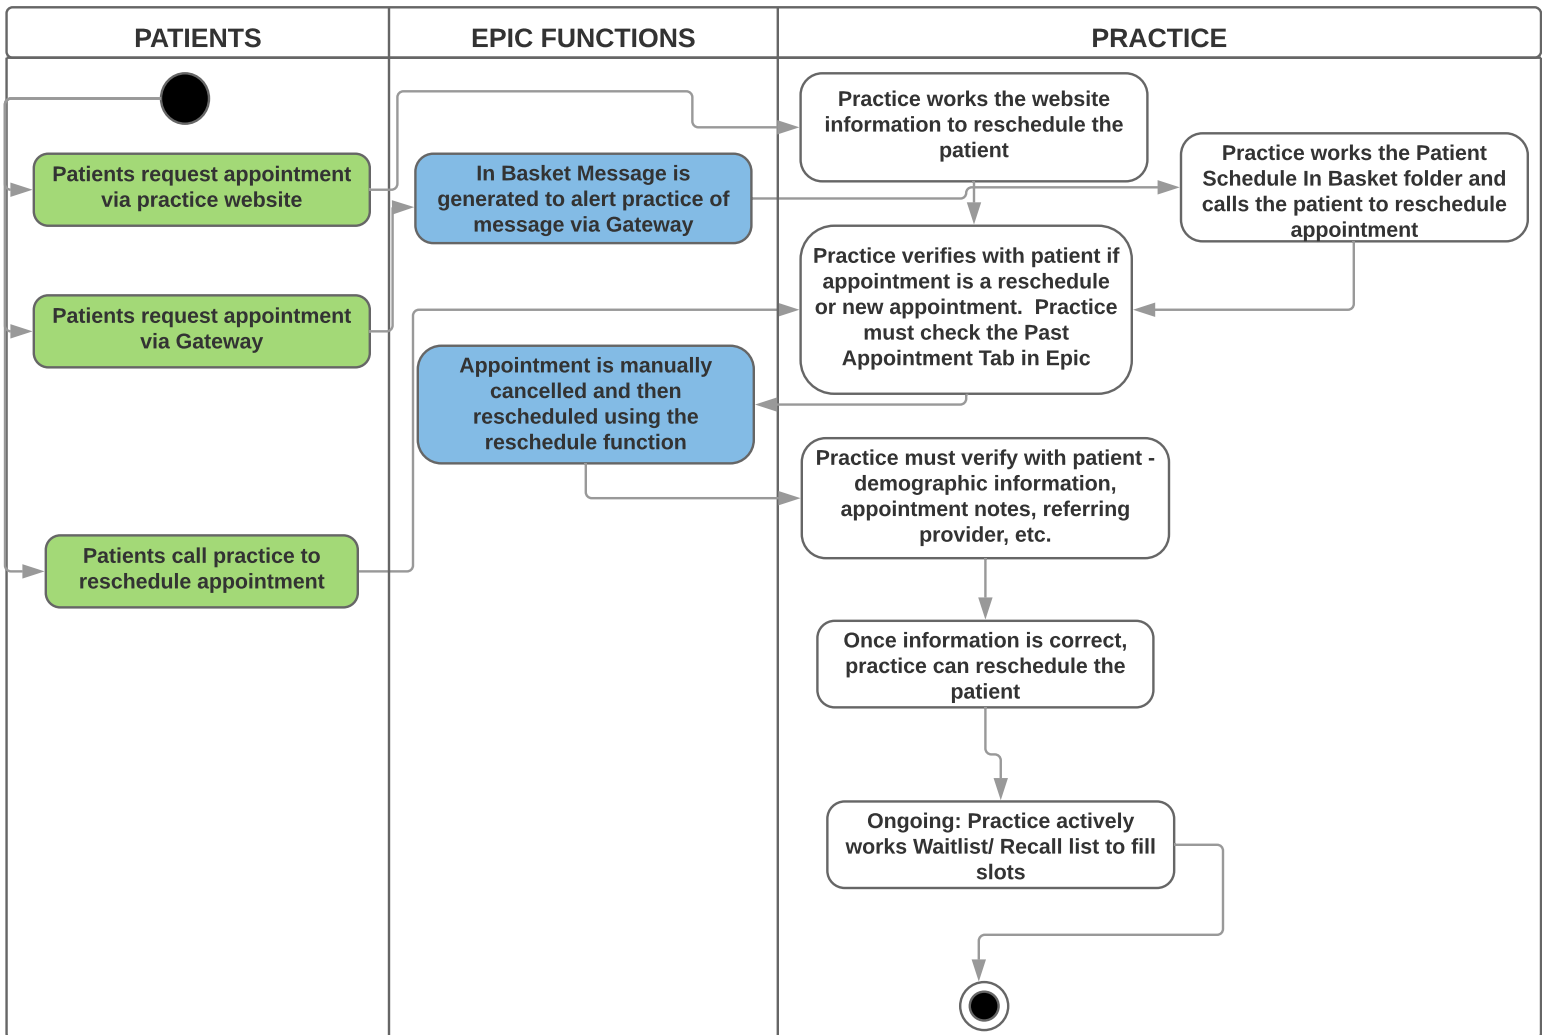 PATIENTS
EPIC FUNCTIONS
PRACTICE
Patients request appointment
via practice website
Patients request appointment
via Gateway
Patients call practice to
reschedule appointment
In Basket Message is
generated to alert practice of
message via Gateway
Appointment is manually
cancelled and then
rescheduled using the
reschedule function
Practice works the website
information to reschedule the
patient
Practice works the Patient
Schedule In Basket folder and
calls the patient to reschedule
appointment
Practice verifies with patient if
appointment is a reschedule
or new appointment.  Practice
must check the Past
Appointment Tab in Epic
Practice must verify with patient -
demographic information,
appointment notes, referring
provider, etc.
Once information is correct,
practice can reschedule the
patient
Ongoing: Practice actively
works Waitlist/ Recall list to fill
slots